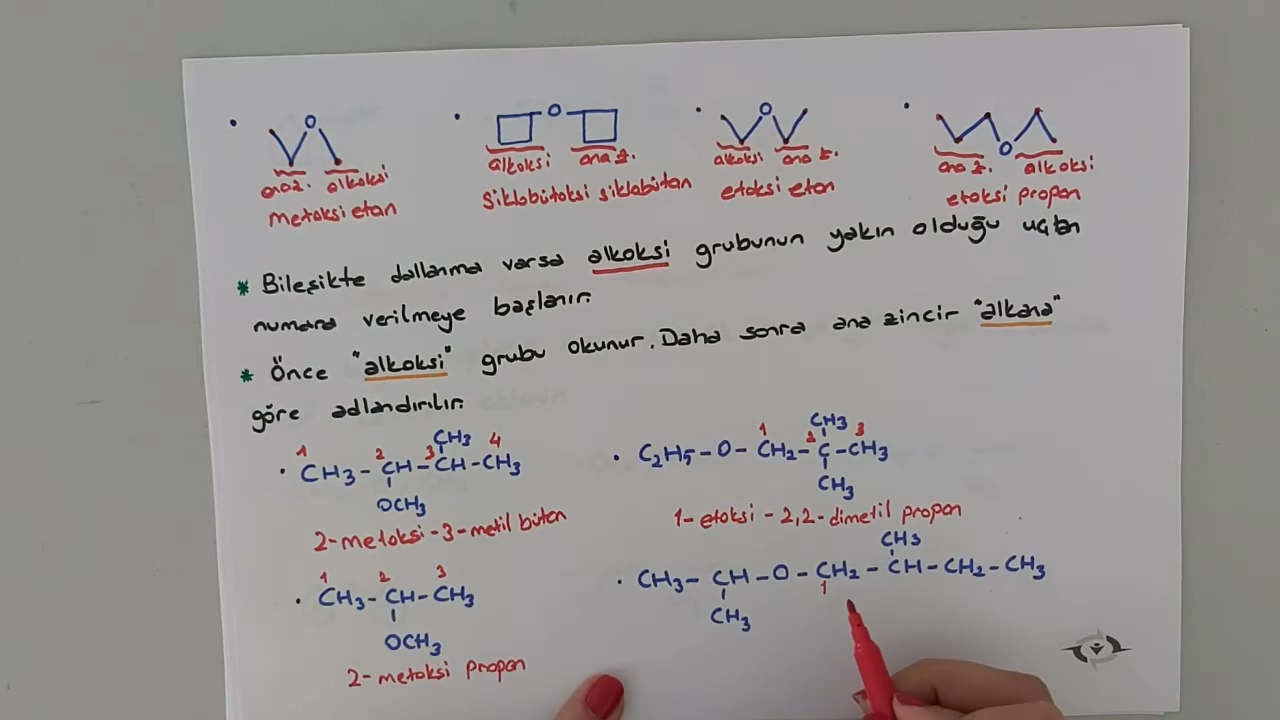 O O O O
ana z. alkoksi alkoksi ana z. alkoksi ana z. ana z. alkoksi
Metoksi etan siklobütoksi siklobütan etoksi etan etoksi propan
* Bileşikte dallanma varsa alkoksi grubunun yakın olduğu uçtan
numara verilmeye başlanır.
* Önce "alkoksi" grubu okunur. Daha sonra ana zincir "alkana"
göre adlandırılır.
CH3
1 2 3 4
• CH3 - CH - CH - CH3
OCH3
2-metoksi-3-metil bütan
CH3
1 2 3
• C2H5 - O - CH2 - C - CH3
CH3
1-etoksi-2,2-dimetil propan
1 2 3
• CH3 - CH - CH3
OCH3
2-metoksi propan
CH3
• CH3 - CH - O - CH2 - CH - CH2 - CH3
1
CH3